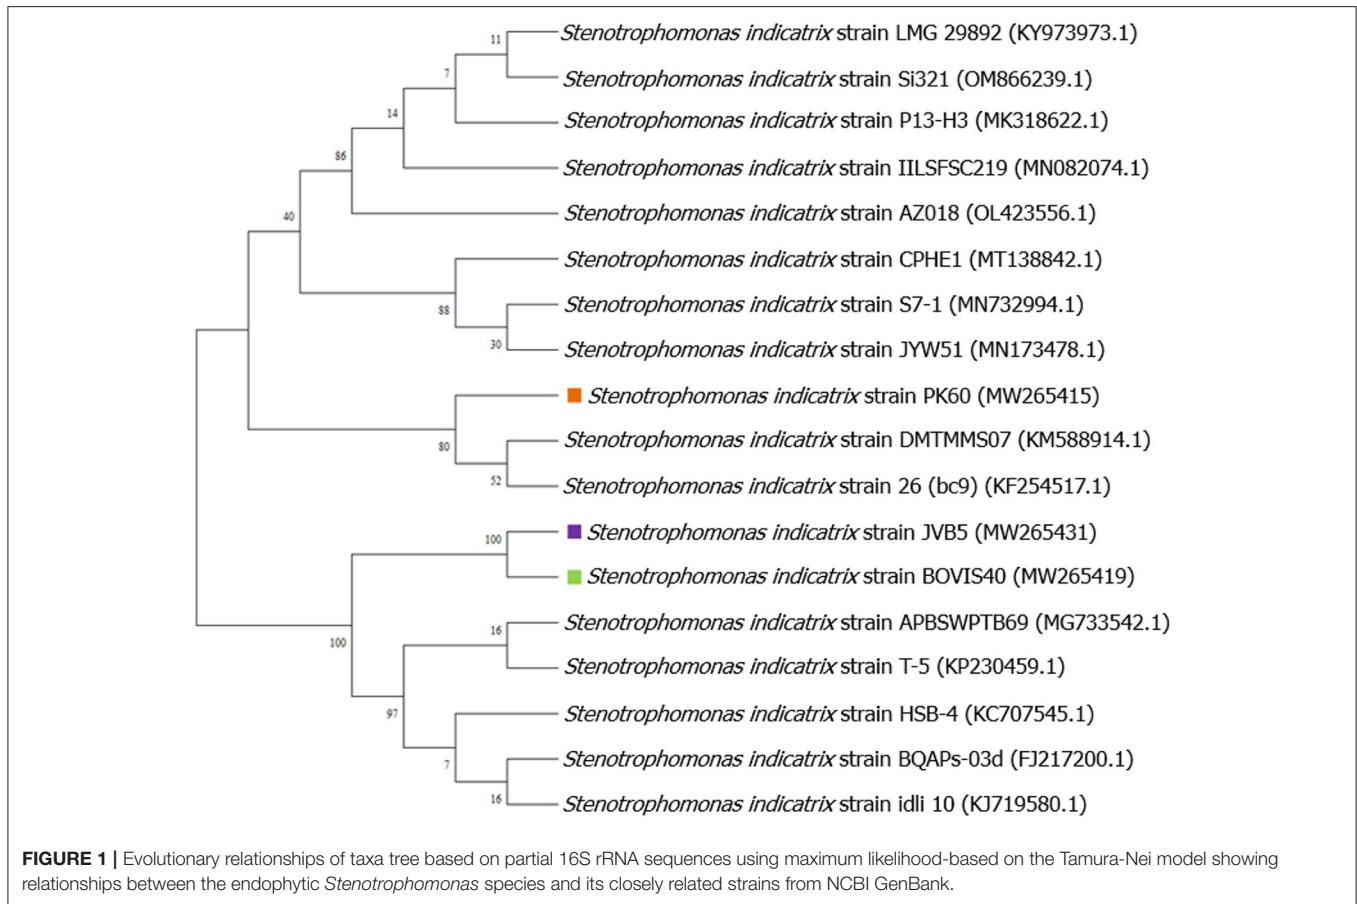 11
Stenotrophomonas indicatrix strain LMG 29892 (KY973973.1)
7
Stenotrophomonas indicatrix strain Si321 (OM866239.1)
14
Stenotrophomonas indicatrix strain P13-H3 (MK318622.1)
86
Stenotrophomonas indicatrix strain IILSFSC219 (MN082074.1)
40
Stenotrophomonas indicatrix strain AZ018 (OL423556.1)
Stenotrophomonas indicatrix strain CPHE1 (MT138842.1)
88
Stenotrophomonas indicatrix strain S7-1 (MN732994.1)
30
Stenotrophomonas indicatrix strain JYW51 (MN173478.1)
Stenotrophomonas indicatrix strain PK60 (MW265415)
80
Stenotrophomonas indicatrix strain DMTMMS07 (KM588914.1)
52
Stenotrophomonas indicatrix strain 26 (bc9) (KF254517.1)
100
Stenotrophomonas indicatrix strain JVB5 (MW265431)
Stenotrophomonas indicatrix strain BOVIS40 (MW265419)
100
16
Stenotrophomonas indicatrix strain APBSWPTB69 (MG733542.1)
Stenotrophomonas indicatrix strain T-5 (KP230459.1)
97
Stenotrophomonas indicatrix strain HSB-4 (KC707545.1)
7
Stenotrophomonas indicatrix strain BQAPs-03d (FJ217200.1)
16
Stenotrophomonas indicatrix strain idli 10 (KJ719580.1)
FIGURE 1 | Evolutionary relationships of taxa tree based on partial 16S rRNA sequences using maximum likelihood-based on the Tamura-Nei model showing
relationships between the endophytic Stenotrophomonas species and its closely related strains from NCBI GenBank.